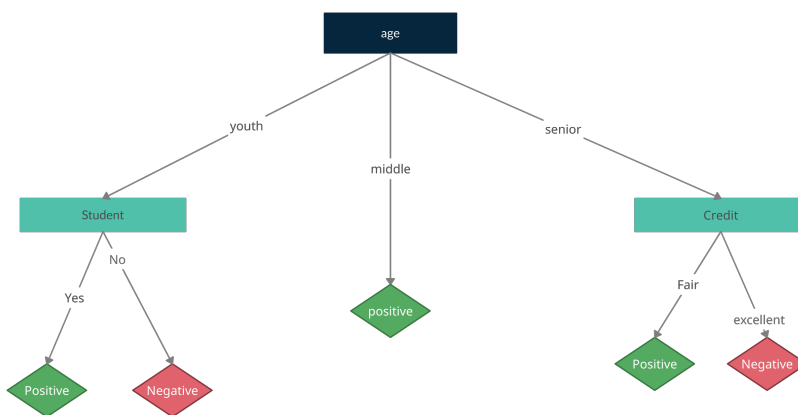 age
youth
senior
middle
Student
Credit
No
Fair
Yes
positive
excellent
Positive
Negative
Positive
Negative